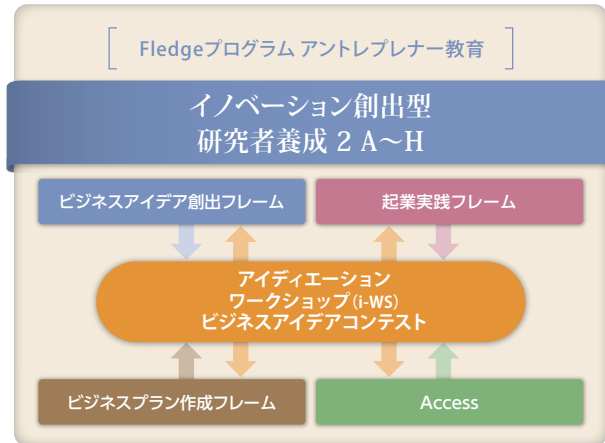 Fledgeプログラム アントレプレナー教育
イノベーション創出型
研究者養成 2 A～H
ビジネスアイデア創出フレーム
起業実践フレーム
アイディエーション
ワークショップ(i-WS)
ビジネスアイデアコンテスト
ビジネスプラン作成フレーム
Access